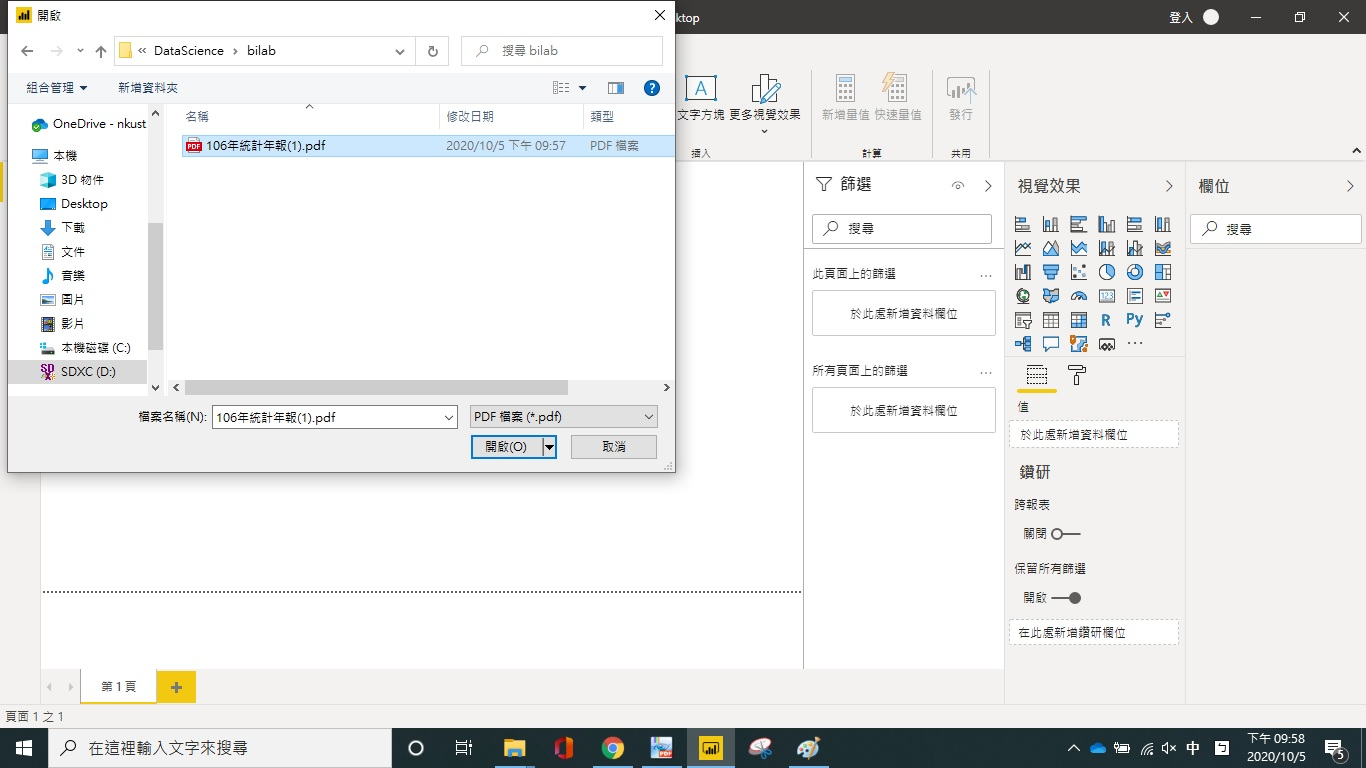 開啟
ktop
登入
« DataScience › bilab
搜尋 bilab
組合管理
新增資料夾
名稱
修改日期
類型
OneDrive - nkust
本機
3D 物件
Desktop
下載
文件
音樂
圖片
影片
本機磁碟 (C:)
SDXC (D:)
PDF
106年統計年報(1).pdf
2020/10/5 下午 09:57
PDF 檔案
檔案名稱(N):
106年統計年報(1).pdf
PDF 檔案 (*.pdf)
開啟(O)
取消
A
文字方塊
更多視覺效果
插入
新增量值
快速量值
計算
發行
共用
篩選
搜尋
此頁面上的篩選
...
於此處新增資料欄位
所有頁面上的篩選
...
於此處新增資料欄位
視覺效果
123
R
Py
...
值
於此處新增資料欄位
鑽研
跨報表
關閉
保留所有篩選
開啟
在此處新增鑽研欄位
欄位
搜尋
第 1 頁
+
頁面 1 之 1
在這裡輸入文字來搜尋
PDF
中
下午 09:58
2020/10/5
5